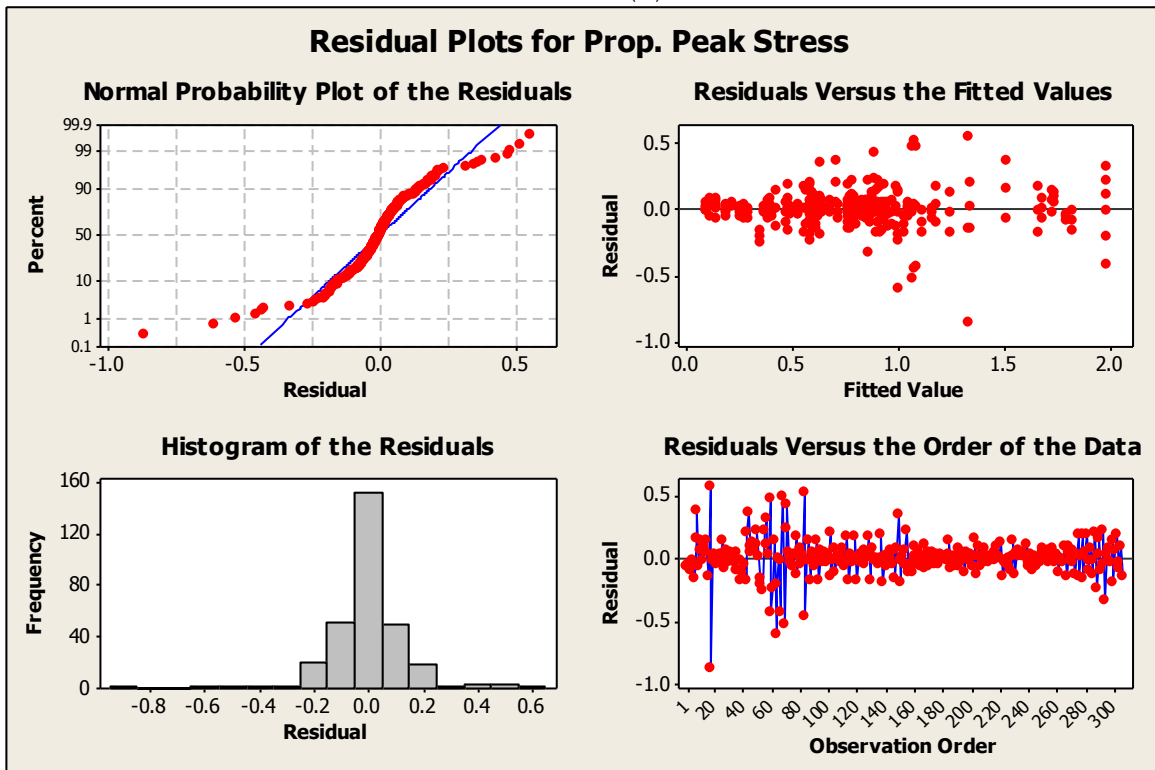 Residual Plots for Prop. Peak Stress
Normal Probability Plot of the Residuals
99.9
99
90
50
10
1
0.1
Percent
-1.0 -0.5 0.0 0.5
Residual
Residuals Versus the Fitted Values
0.5
0.0
-0.5
-1.0
Residual
0.0 0.5 1.0 1.5 2.0
Fitted Value
Histogram of the Residuals
160
120
80
40
0
Frequency
-0.8 -0.6 -0.4 -0.2 0.0 0.2 0.4 0.6
Residual
Residuals Versus the Order of the Data
0.5
0.0
-0.5
-1.0
Residual
1 20 40 60 80 100 120 140 160 180 200 220 240 260 280 300
Observation Order